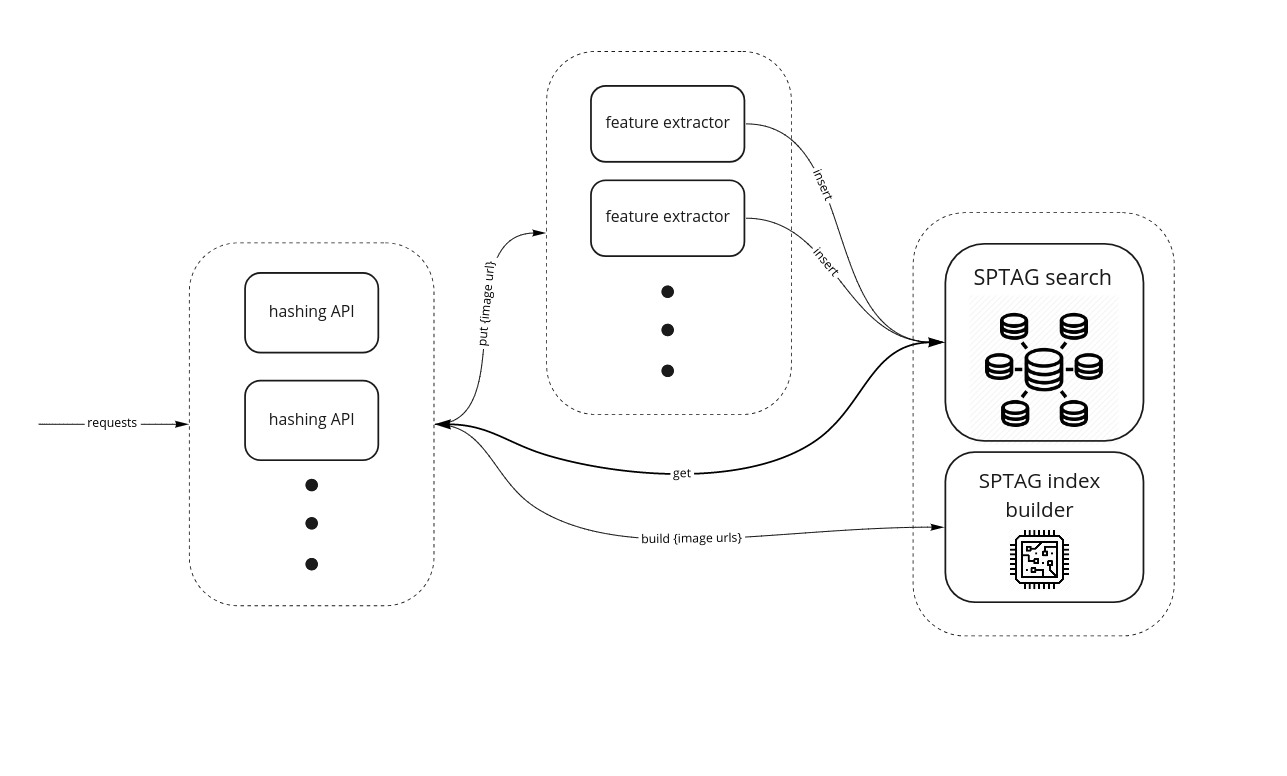 requests
hashing API
hashing API
put {image url}
feature extractor
feature extractor
insert
insert
get
build {image urls}
SPTAG search
SPTAG index
builder